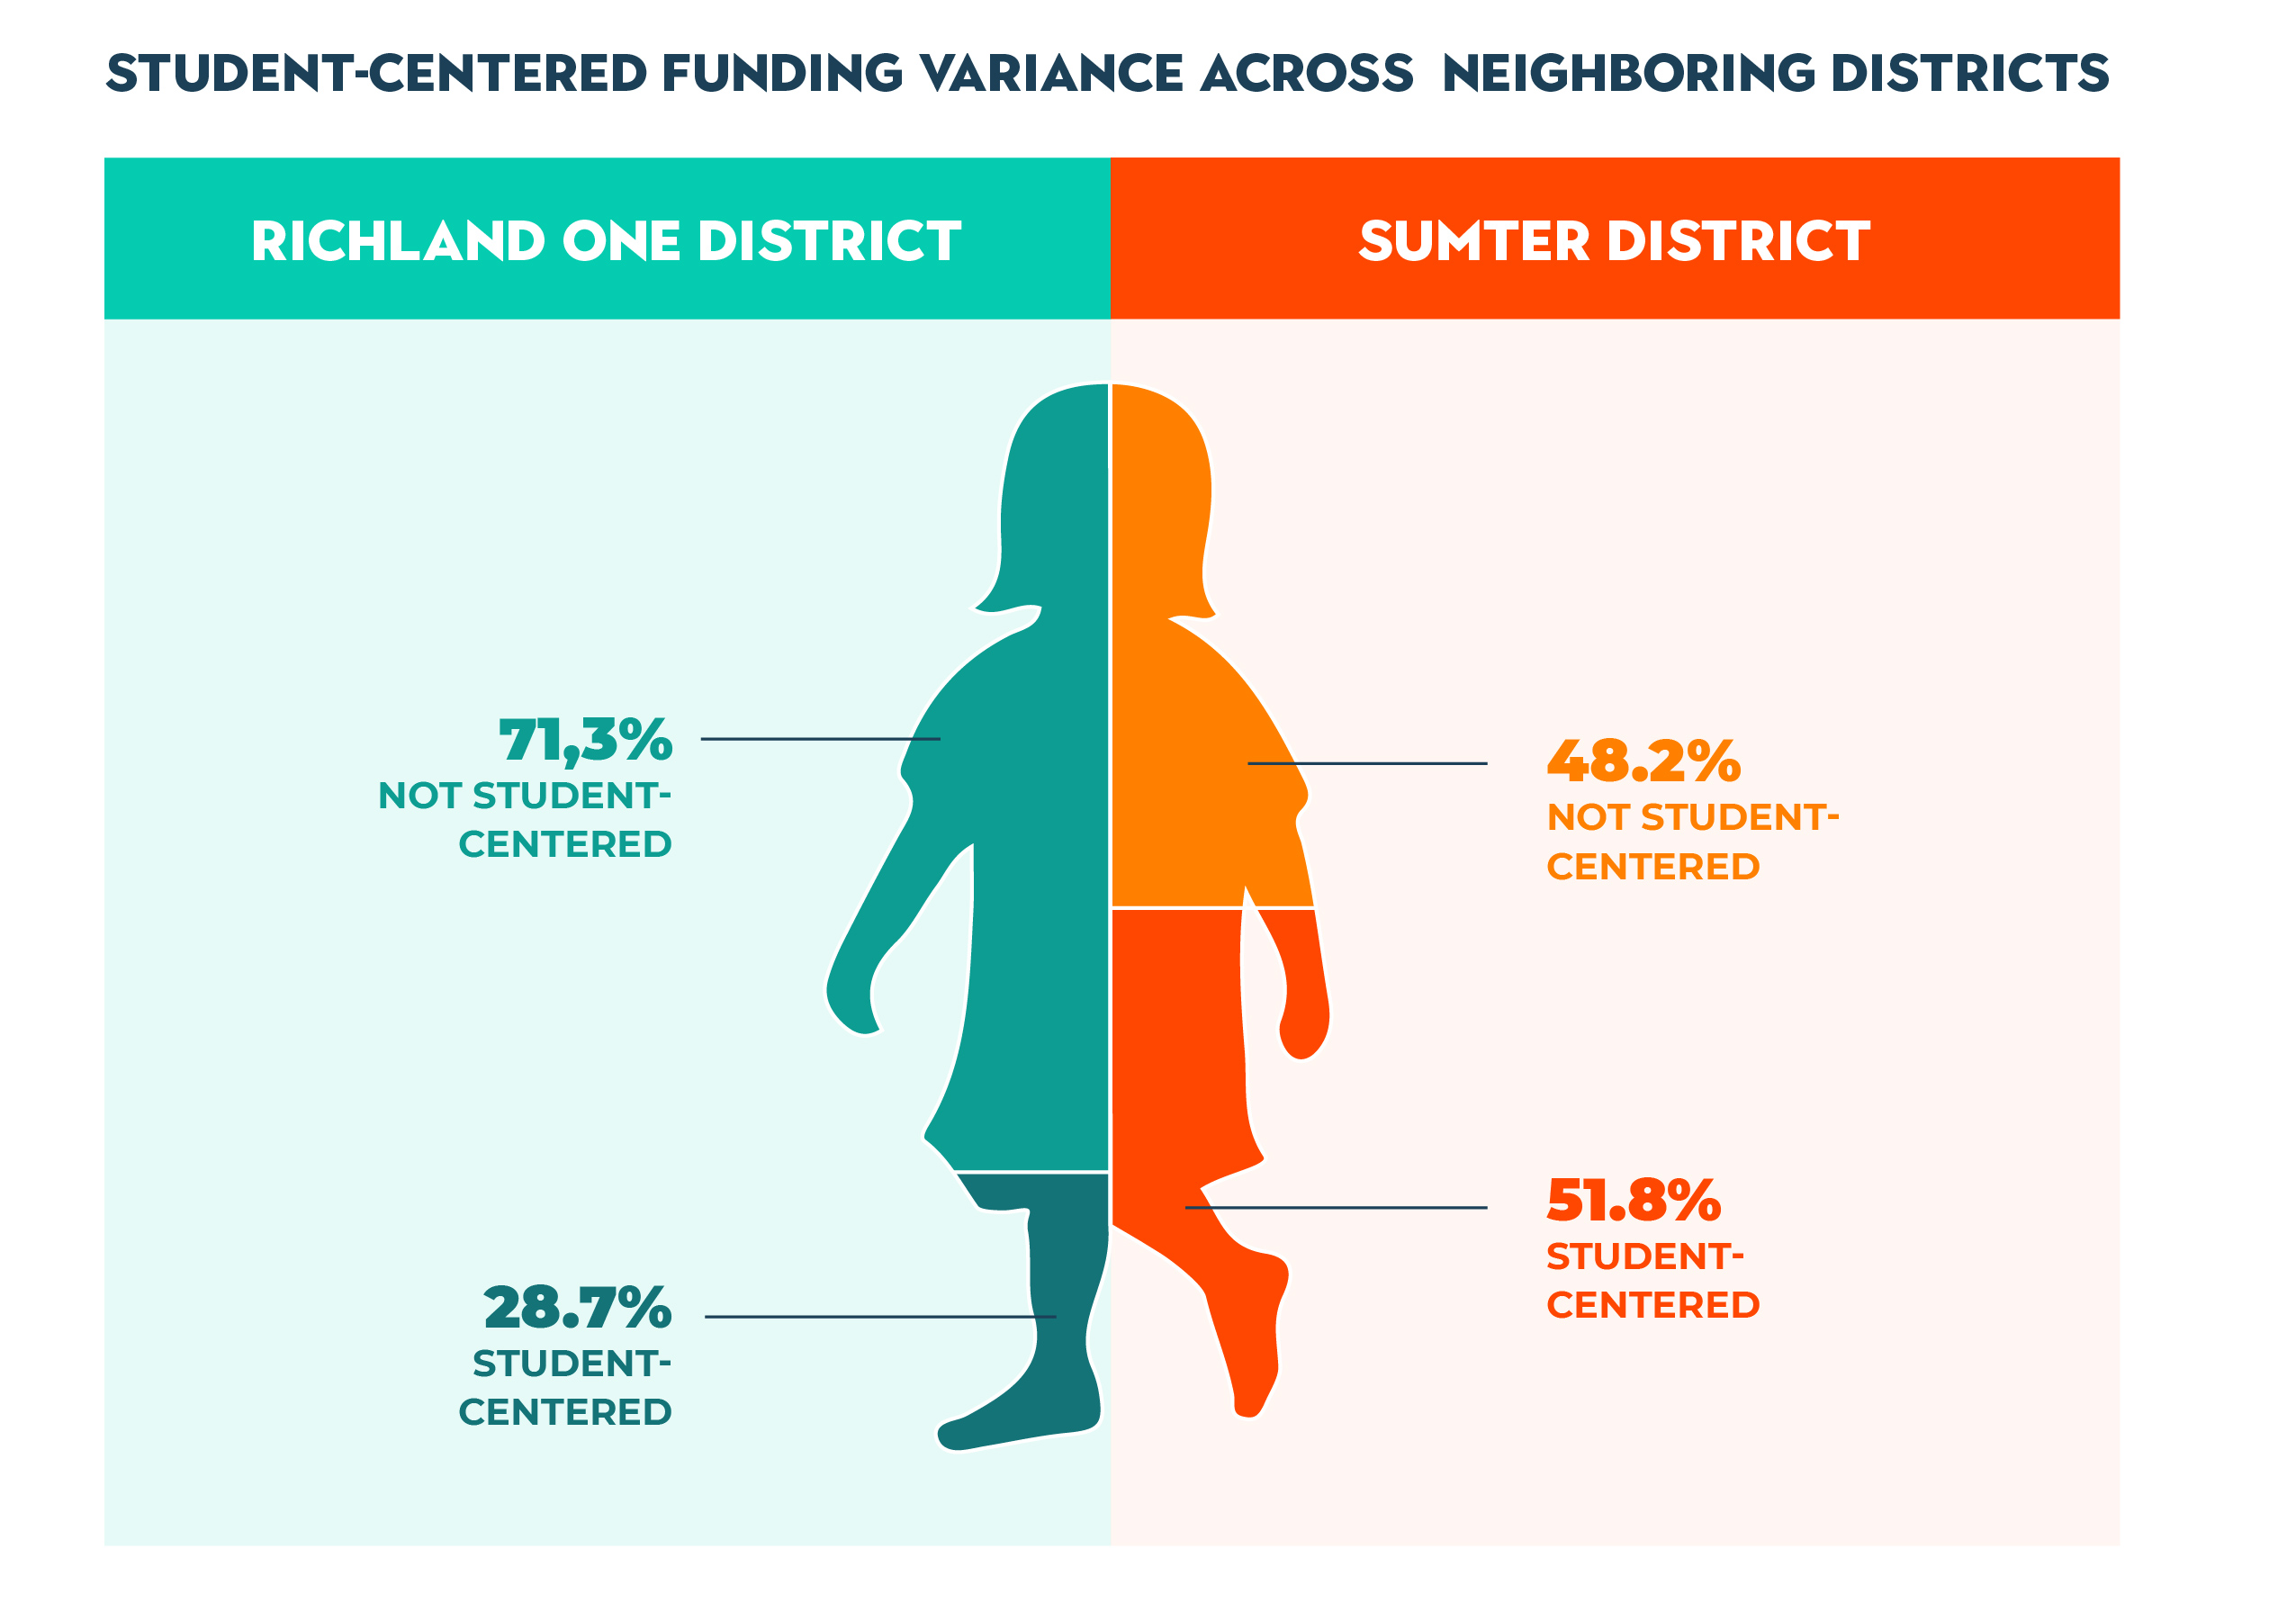 STUDENT-CENTERED FUNDING VARIANCE ACROSS NEIGHBORING DISTRICTS
RICHLAND ONE DISTRICT
SUMTER DISTRICT
71,3%
NOT STUDENT-
CENTERED
48.2%
NOT STUDENT-
CENTERED
28.7%
STUDENT-
CENTERED
51.8%
STUDENT-
CENTERED